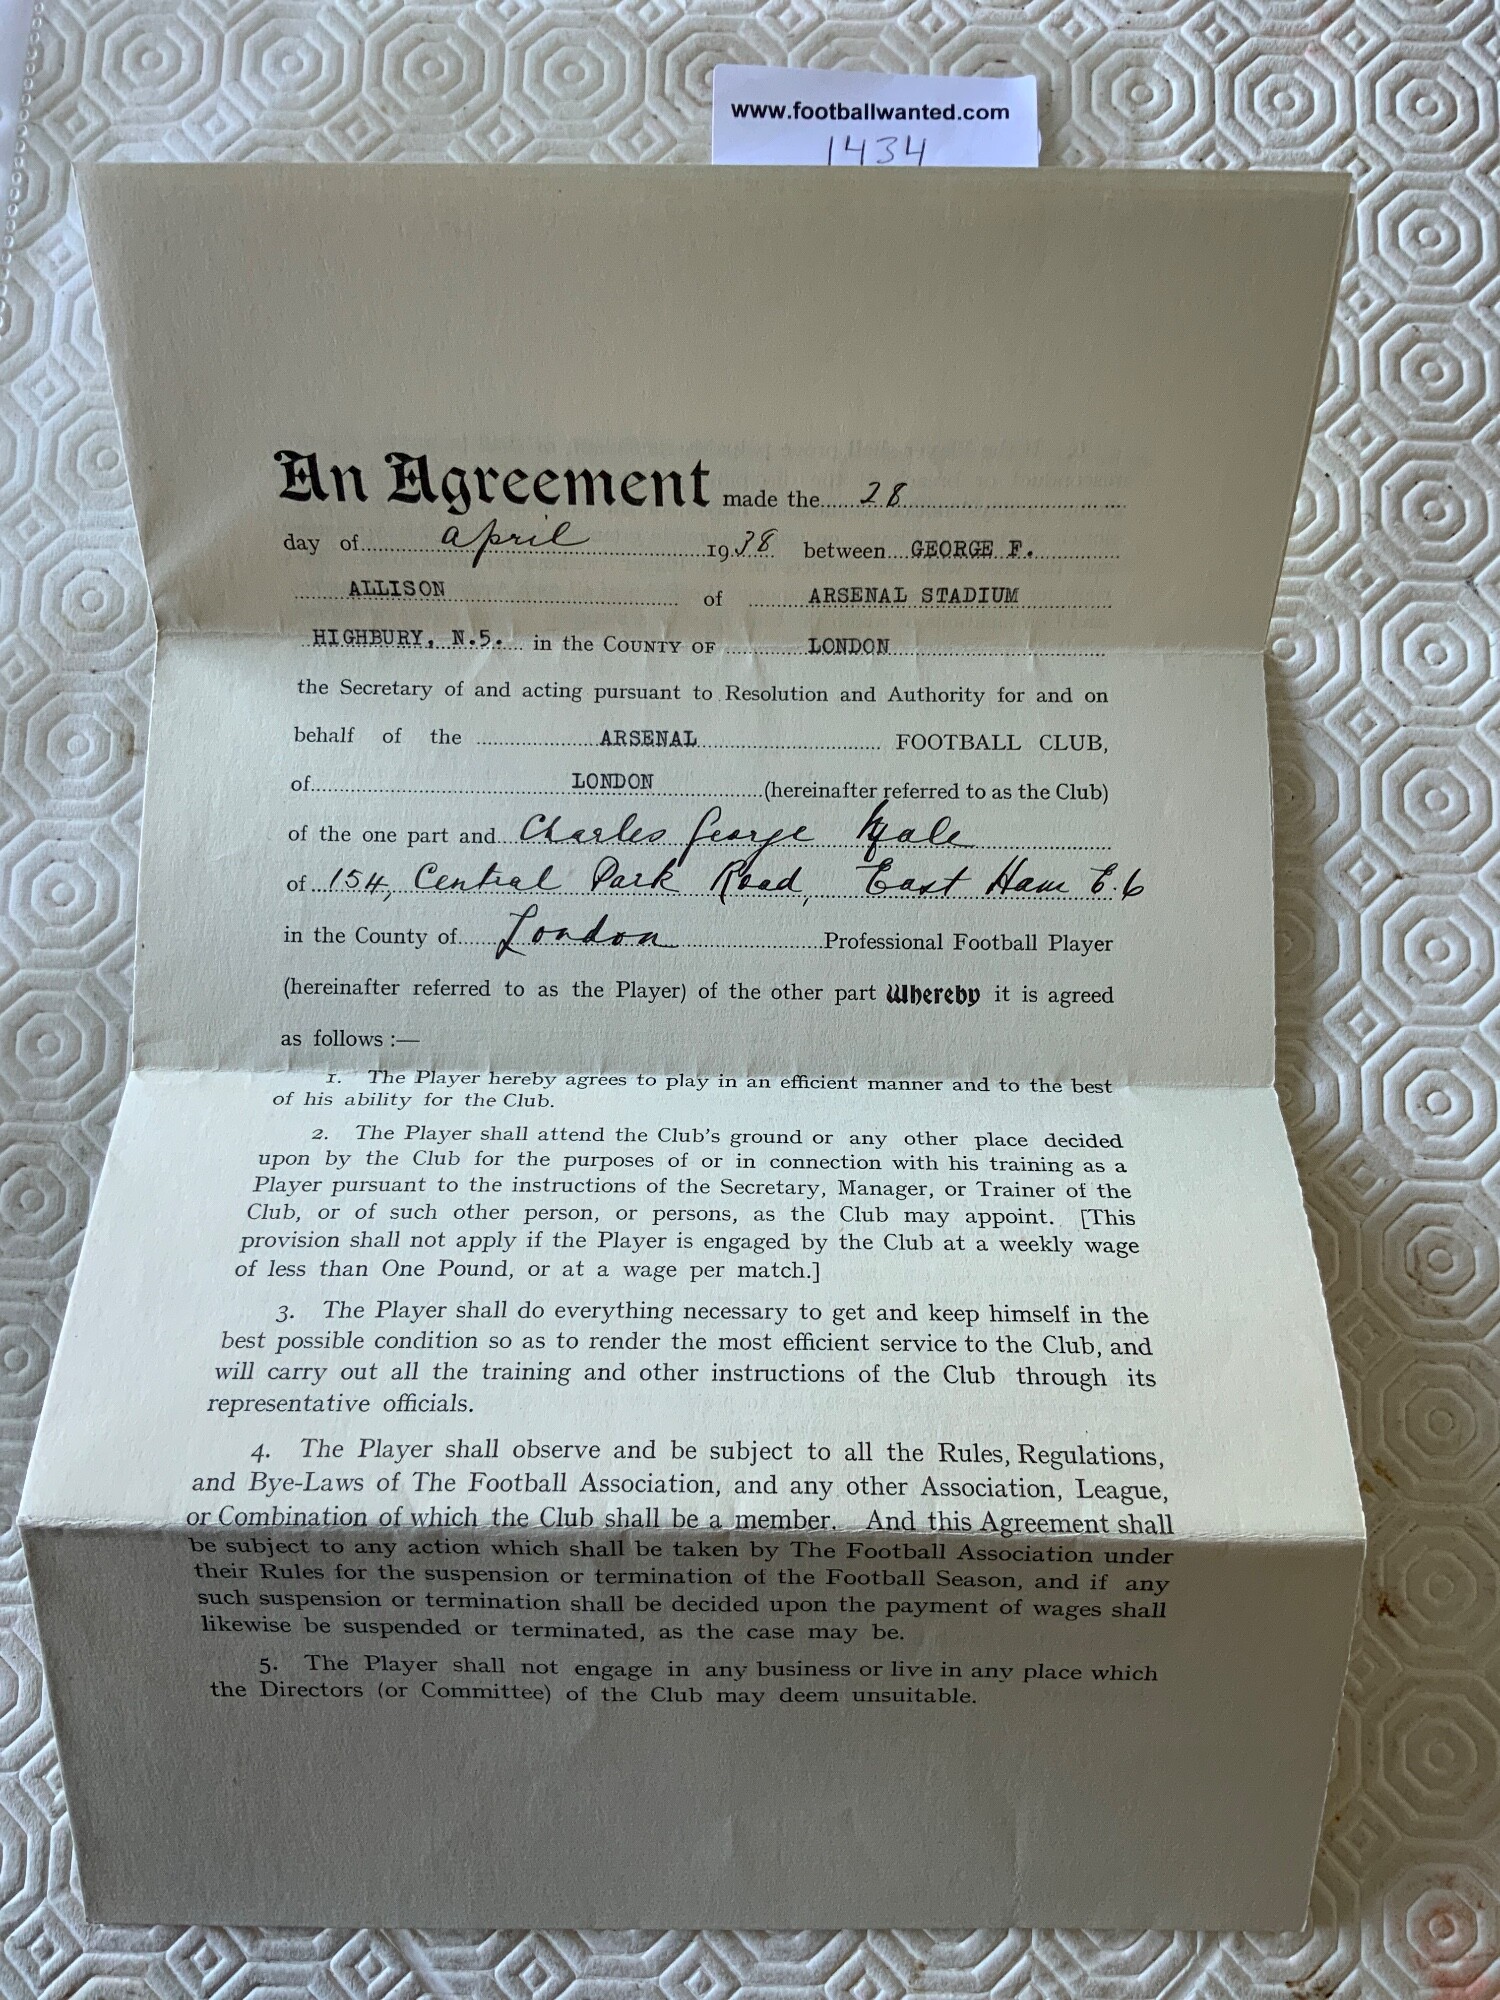 www.footballwanted.com
1434
An Agreement made the 28
day of april 1938 between GEORGE F.
ALLISON of ARSENAL STADIUM
HIGHBURY, N.5. in the COUNTY OF LONDON
the Secretary of and acting pursuant to Resolution and Authority for and on
behalf of the ARSENAL FOOTBALL CLUB,
of LONDON (hereinafter referred to as the Club)
of the one part and Charles George Male
of 154, Central Park Road, East Ham E.6
in the County of London Professional Football Player
(hereinafter referred to as the Player) of the other part Whereby it is agreed
as follows :—
1. The Player hereby agrees to play in an efficient manner and to the best
of his ability for the Club.
2. The Player shall attend the Club's ground or any other place decided
upon by the Club for the purposes of or in connection with his training as a
Player pursuant to the instructions of the Secretary, Manager, or Trainer of the
Club, or of such other person, or persons, as the Club may appoint. [This
provision shall not apply if the Player is engaged by the Club at a weekly wage
of less than One Pound, or at a wage per match.]
3. The Player shall do everything necessary to get and keep himself in the
best possible condition so as to render the most efficient service to the Club, and
will carry out all the training and other instructions of the Club through its
representative officials.
4. The Player shall observe and be subject to all the Rules, Regulations,
and Bye-Laws of The Football Association, and any other Association, League,
or Combination of which the Club shall be a member. And this Agreement shall
be subject to any action which shall be taken by The Football Association under
their Rules for the suspension or termination of the Football Season, and if any
such suspension or termination shall be decided upon the payment of wages shall
likewise be suspended or terminated, as the case may be.
5. The Player shall not engage in any business or live in any place which
the Directors (or Committee) of the Club may deem unsuitable.